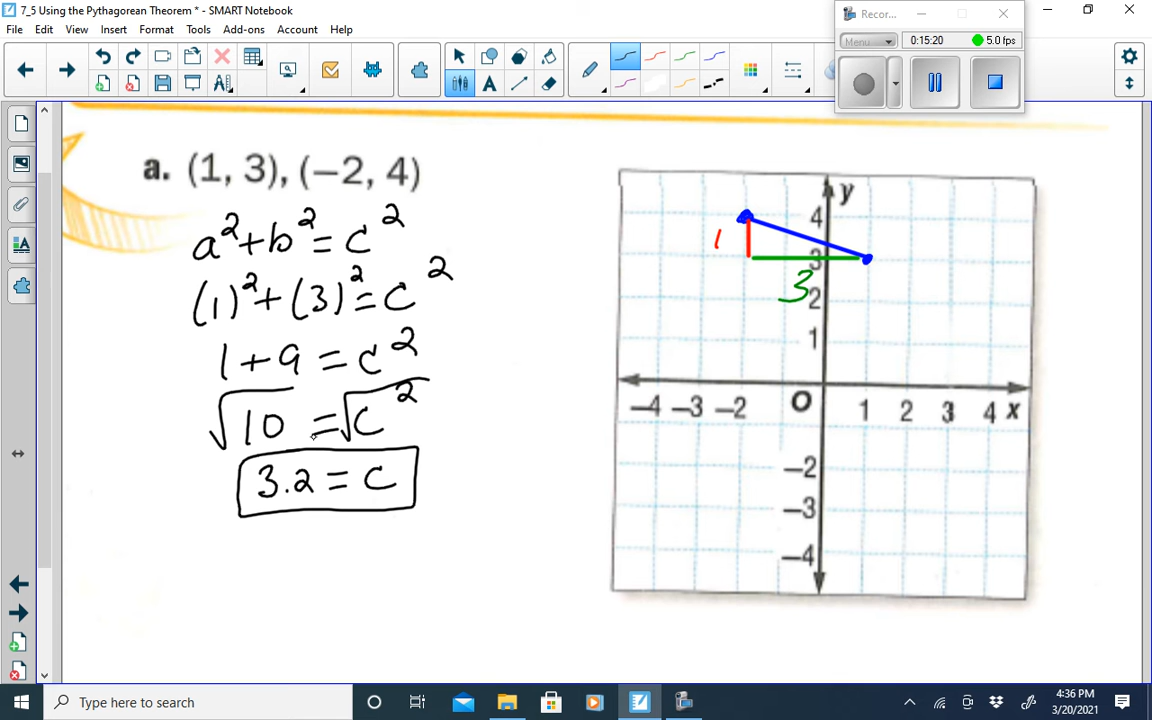 7_5 Using the Pythagorean Theorem * - SMART Notebook
Recor...
File Edit View Insert Format Tools Add-ons Account Help
Menu
0:15:20
5.0 fps
a. (1, 3), (−2, 4)
a²+b²=c²
(1)²+(3)²=c²
1+9=c²
√10=√c²
3.2=c
y
4
1
3
3
2
1
−4 −3 −2 O 1 2 3 4 x
−2
−3
−4
Type here to search
4:36 PM
3/20/2021